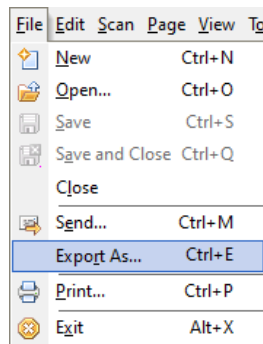 File Edit Scan Page View To
New Ctrl+N
Open... Ctrl+O
Save Ctrl+S
Save and Close Ctrl+Q
Close
Send... Ctrl+M
Export As... Ctrl+E
Print... Ctrl+P
Exit Alt+X